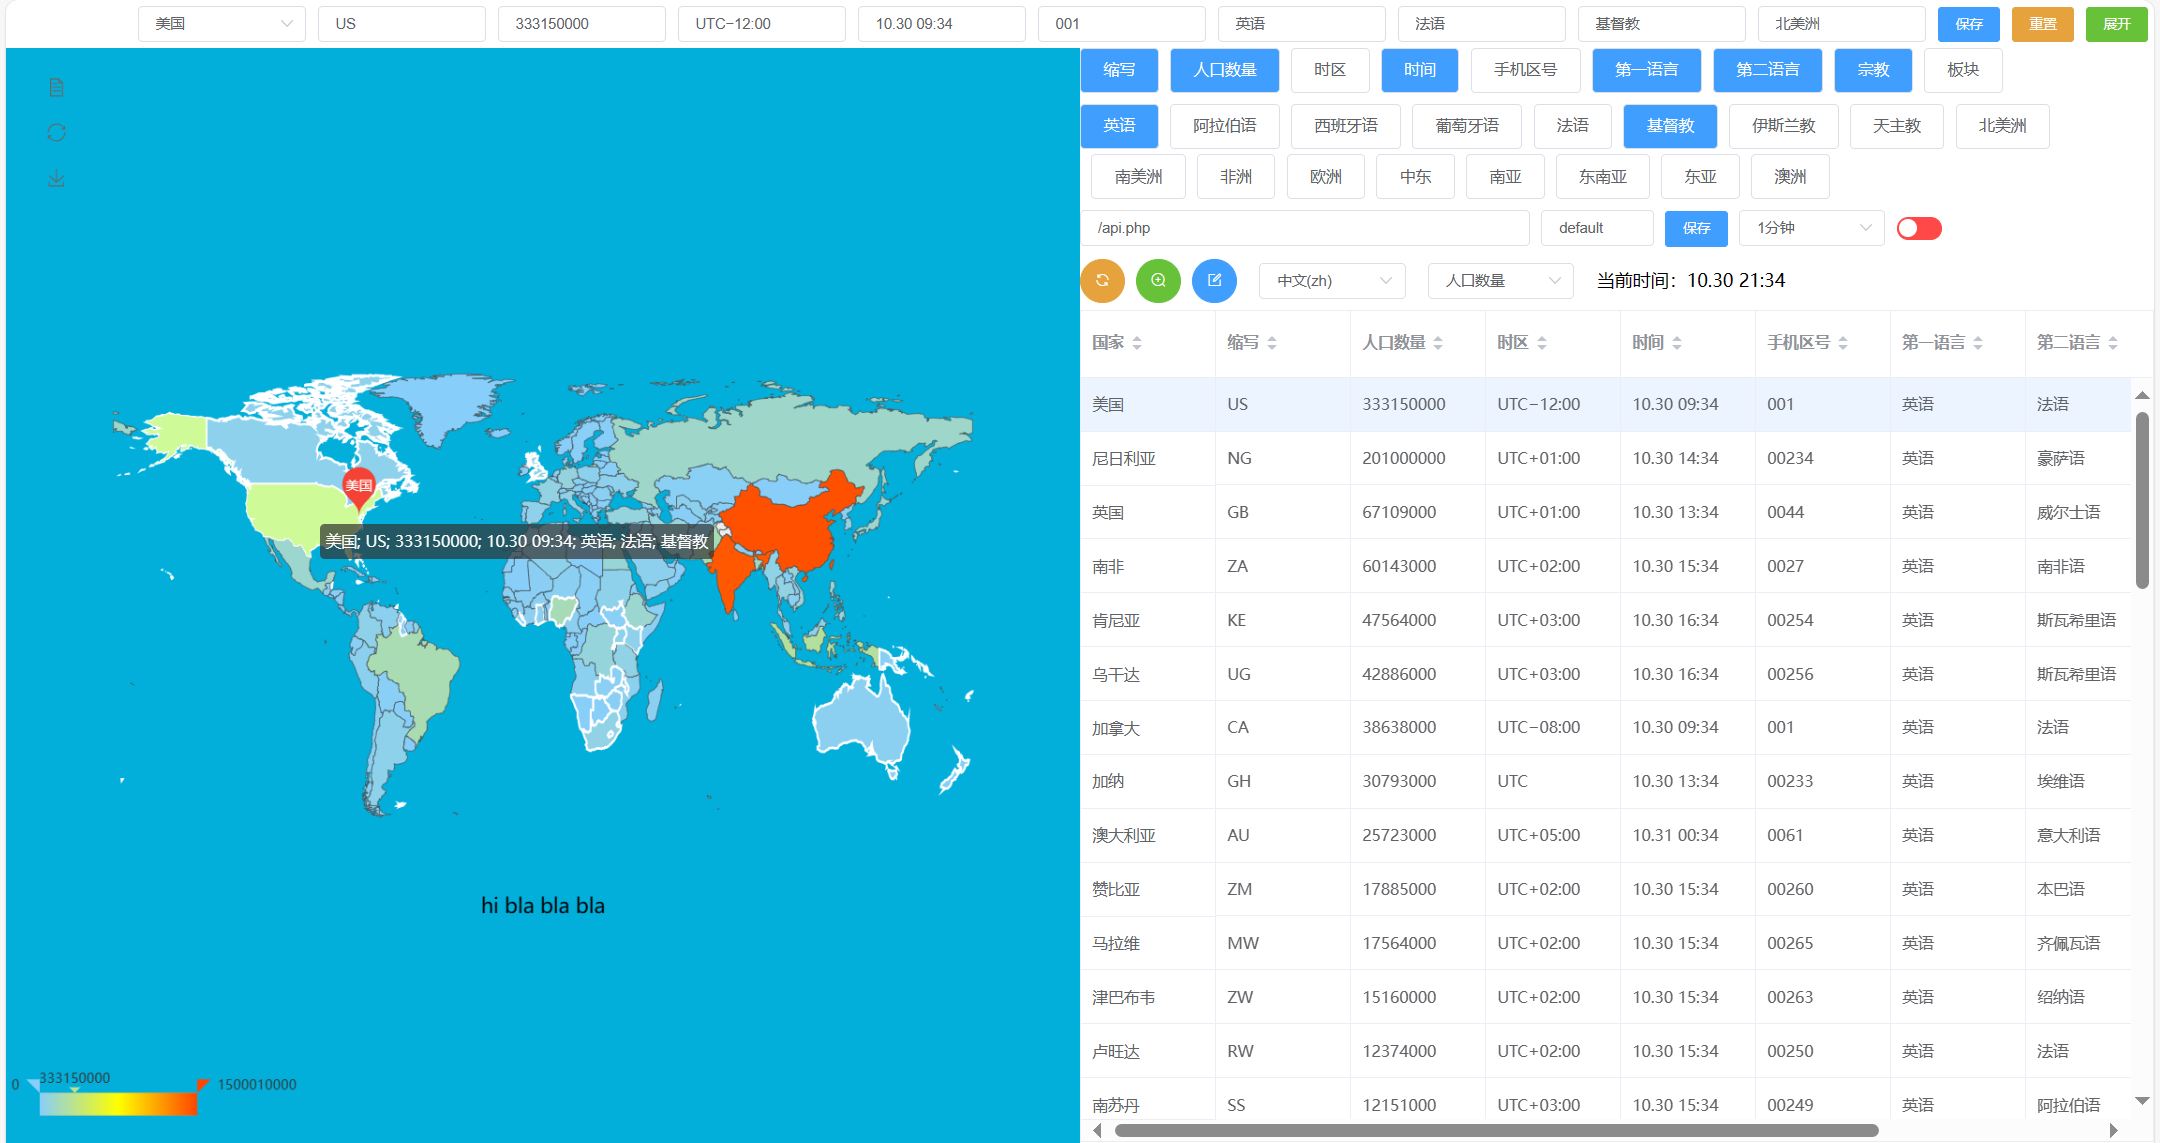 美国 US 333150000 UTC−12:00 10.30 09:34 001 英语 法语 基督教 北美洲 保存 重置 展开
缩写 人口数量 时区 时间 手机区号 第一语言 第二语言 宗教 板块
英语 阿拉伯语 西班牙语 葡萄牙语 法语 基督教 伊斯兰教 天主教 北美洲
南美洲 非洲 欧洲 中东 南亚 东南亚 东亚 澳洲
/api.php default 保存 1分钟
中文(zh) 人口数量 当前时间：10.30 21:34
国家 缩写 人口数量 时区 时间 手机区号 第一语言 第二语言
美国 US 333150000 UTC−12:00 10.30 09:34 001 英语 法语
尼日利亚 NG 201000000 UTC+01:00 10.30 14:34 00234 英语 豪萨语
英国 GB 67109000 UTC+01:00 10.30 13:34 0044 英语 威尔士语
南非 ZA 60143000 UTC+02:00 10.30 15:34 0027 英语 南非语
肯尼亚 KE 47564000 UTC+03:00 10.30 16:34 00254 英语 斯瓦希里语
乌干达 UG 42886000 UTC+03:00 10.30 16:34 00256 英语 斯瓦希里语
加拿大 CA 38638000 UTC−08:00 10.30 09:34 001 英语 法语
加纳 GH 30793000 UTC 10.30 13:34 00233 英语 埃维语
澳大利亚 AU 25723000 UTC+05:00 10.31 00:34 0061 英语 意大利语
赞比亚 ZM 17885000 UTC+02:00 10.30 15:34 00260 英语 本巴语
马拉维 MW 17564000 UTC+02:00 10.30 15:34 00265 英语 齐佩瓦语
津巴布韦 ZW 15160000 UTC+02:00 10.30 15:34 00263 英语 绍纳语
卢旺达 RW 12374000 UTC+02:00 10.30 15:34 00250 英语 法语
南苏丹 SS 12151000 UTC+03:00 10.30 15:34 00249 英语 阿拉伯语
美国
美国; US; 333150000; 10.30 09:34; 英语; 法语; 基督教
hi bla bla bla
333150000
0 1500010000